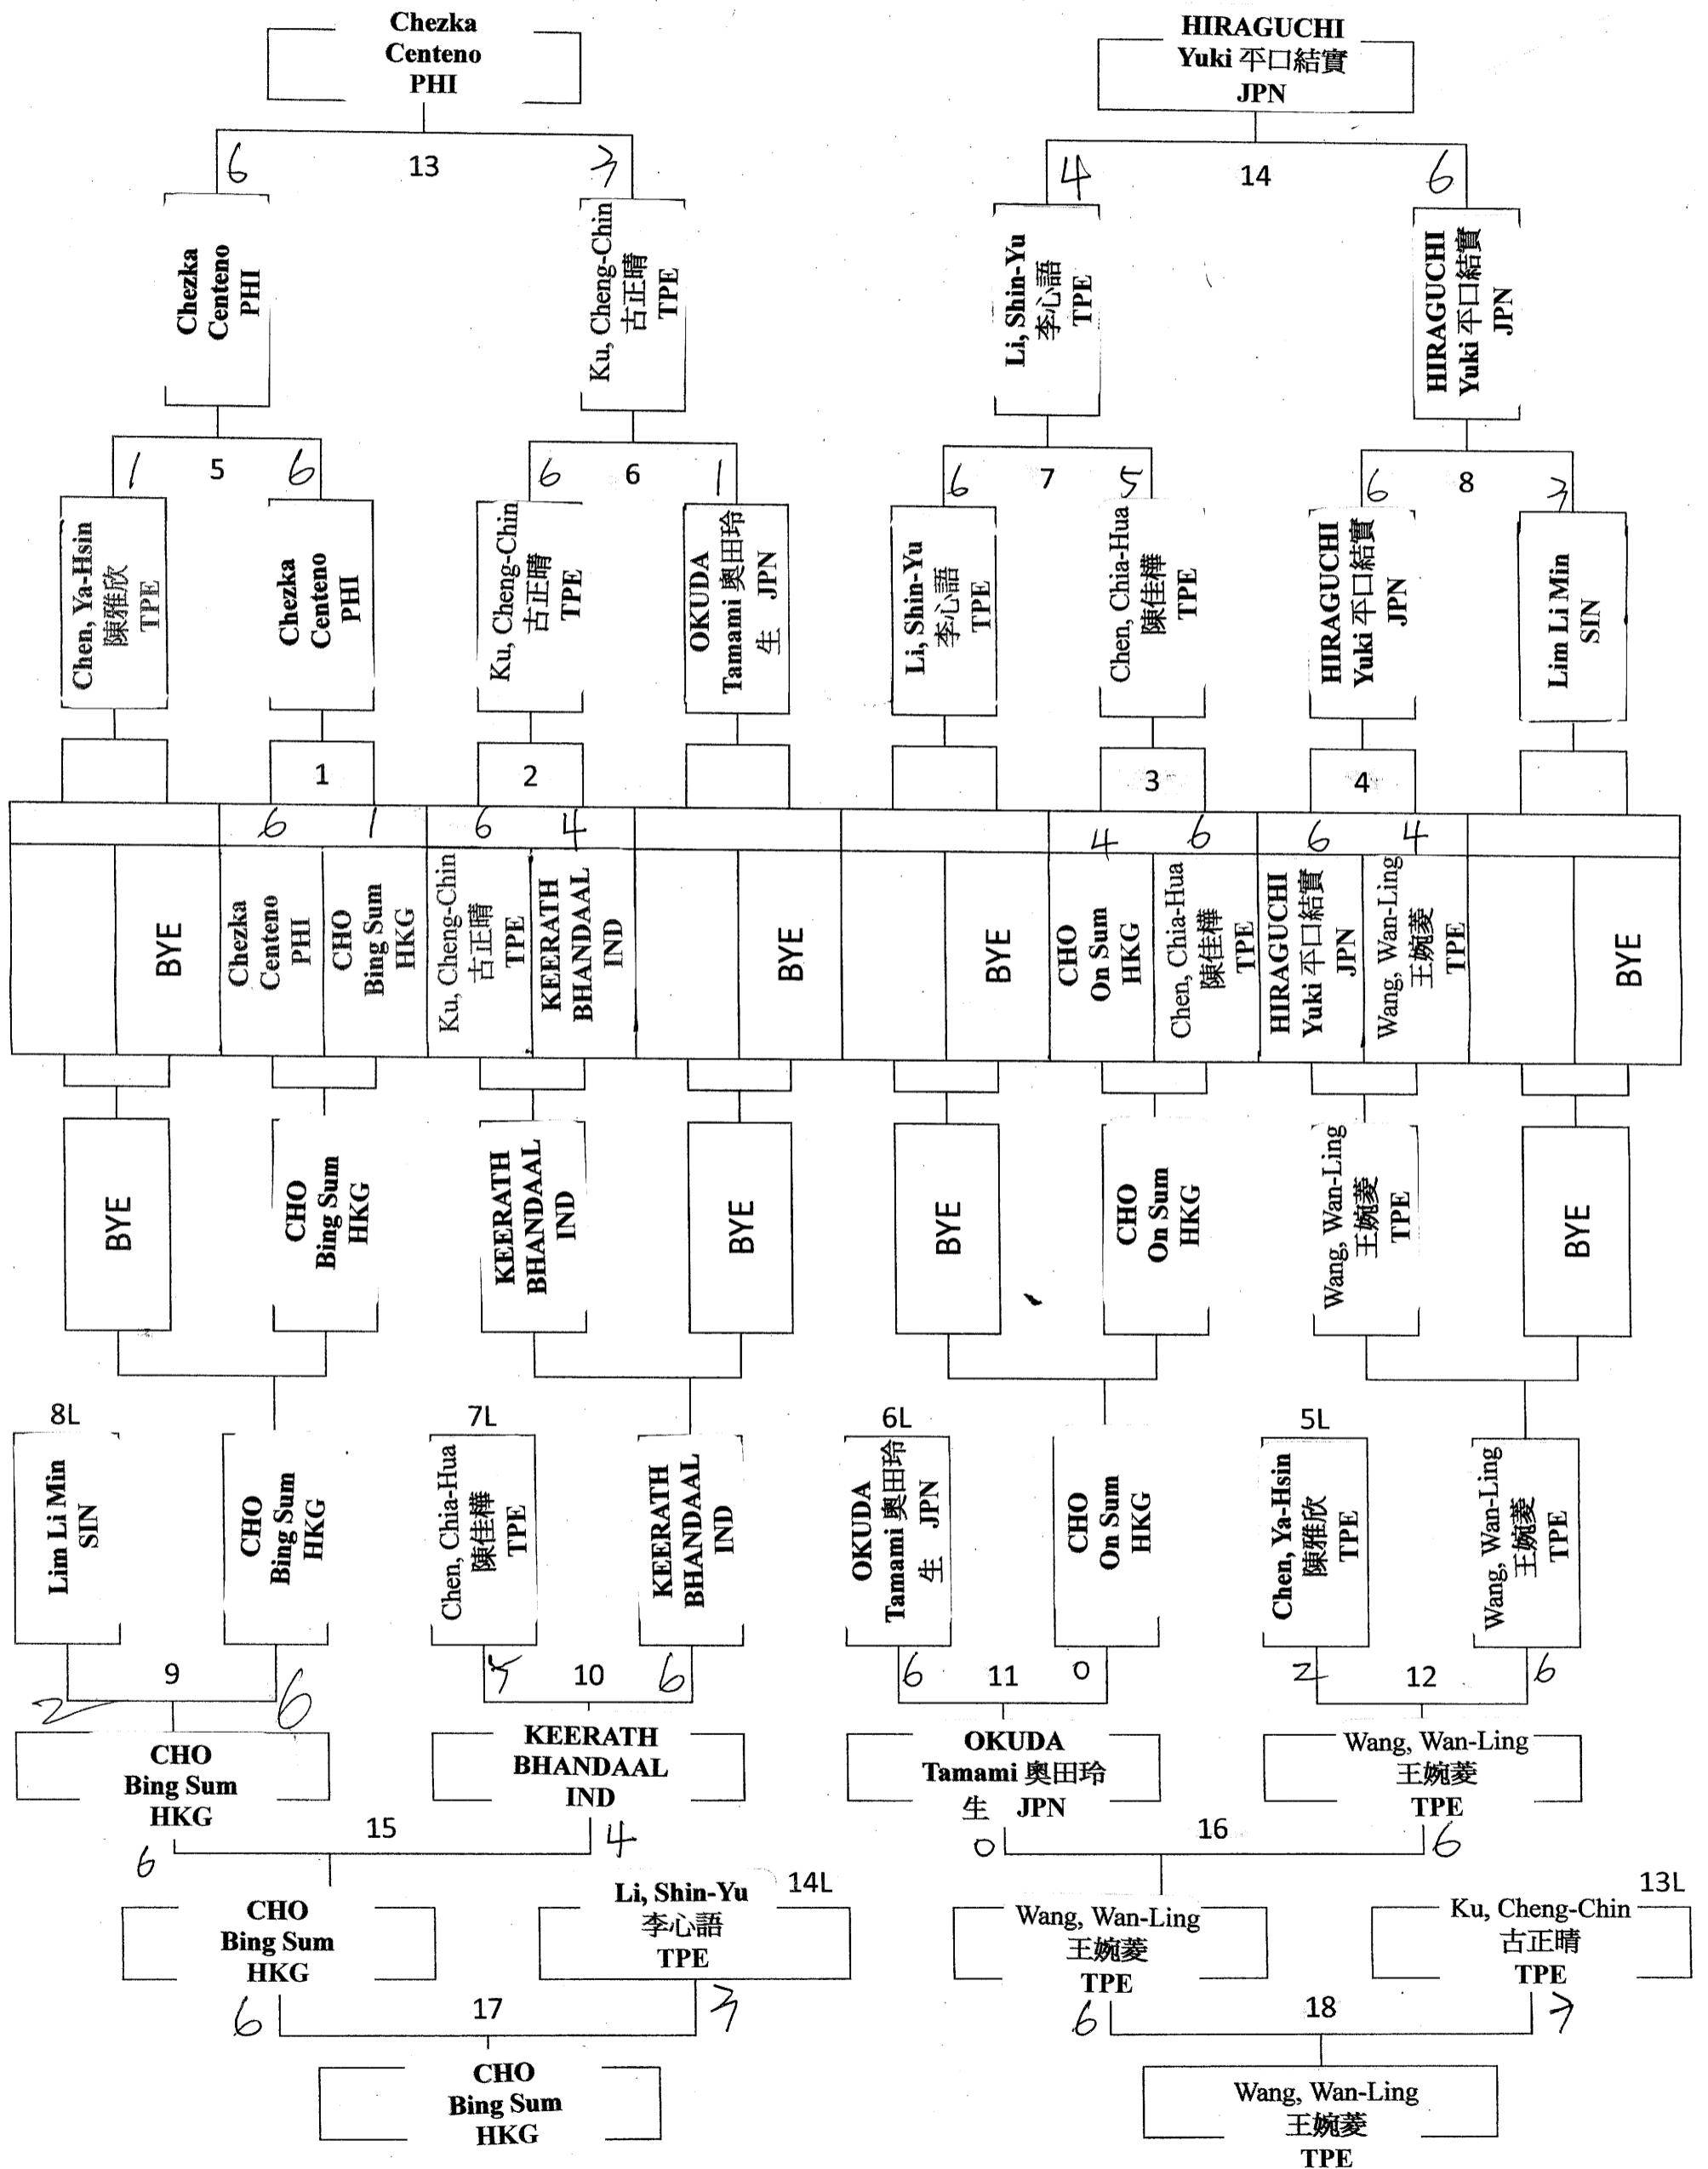 Chezka
Centeno
PHI
HIRAGUCHI
Yuki 平口結實
JPN
6
13
3
4
14
6
Chezka
Centeno
PHI
Ku, Cheng-Chin
古正晴
TPE
Li, Shin-Yu
李心語
TPE
HIRAGUCHI
Yuki 平口結實
JPN
1
5
6
6
6
1
6
7
5
6
8
3
Chen, Ya-Hsin
陳雅欣
TPE
Chezka
Centeno
PHI
Ku, Cheng-Chin
古正晴
TPE
OKUDA
Tamami 奧田玲
生 JPN
Li, Shin-Yu
李心語
TPE
Chen, Chia-Hua
陳佳樺
TPE
HIRAGUCHI
Yuki 平口結實
JPN
Lim Li Min
SIN
1
2
3
4
6
1
6
4
4
6
6
4
BYE
Chezka
Centeno
PHI
CHO
Bing Sum
HKG
Ku, Cheng-Chin
古正晴
TPE
KEERATH
BHANDAAL
IND
BYE
BYE
CHO
On Sum
HKG
Chen, Chia-Hua
陳佳樺
TPE
HIRAGUCHI
Yuki 平口結實
JPN
Wang, Wan-Ling
王婉菱
TPE
BYE
BYE
CHO
Bing Sum
HKG
KEERATH
BHANDAAL
IND
BYE
BYE
CHO
On Sum
HKG
Wang, Wan-Ling
王婉菱
TPE
BYE
8L
7L
6L
5L
Lim Li Min
SIN
CHO
Bing Sum
HKG
Chen, Chia-Hua
陳佳樺
TPE
KEERATH
BHANDAAL
IND
OKUDA
Tamami 奧田玲
生 JPN
CHO
On Sum
HKG
Chen, Ya-Hsin
陳雅欣
TPE
Wang, Wan-Ling
王婉菱
TPE
2
9
6
5
10
6
6
11
0
2
12
6
CHO
Bing Sum
HKG
KEERATH
BHANDAAL
IND
OKUDA
Tamami 奧田玲
生 JPN
Wang, Wan-Ling
王婉菱
TPE
6
15
4
0
16
6
CHO
Bing Sum
HKG
Li, Shin-Yu
李心語
TPE
14L
Wang, Wan-Ling
王婉菱
TPE
Ku, Cheng-Chin
古正晴
TPE
13L
6
17
3
6
18
3
CHO
Bing Sum
HKG
Wang, Wan-Ling
王婉菱
TPE